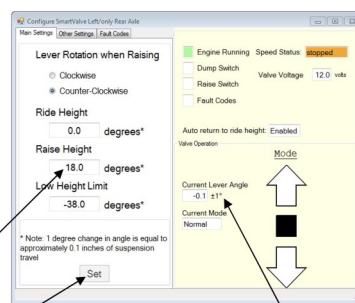 Configure SmartValve Left/only Rear Axle
Main Settings Other Settings Fault Codes
Lever Rotation when Raising
Clockwise
Counter-Clockwise
Ride Height
0.0 degrees*
Raise Height
18.0 degrees*
Low Height Limit
-38.0 degrees*
* Note: 1 degree change in angle is equal to
approximately 0.1 inches of suspension
travel
Set
Engine Running Speed Status: stopped
Dump Switch
Valve Voltage 12.0 volts
Raise Switch
Fault Codes
Auto return to ride height: Enabled
Valve Operation
Mode
Current Lever Angle
-0.1 ±1°
Current Mode
Normal